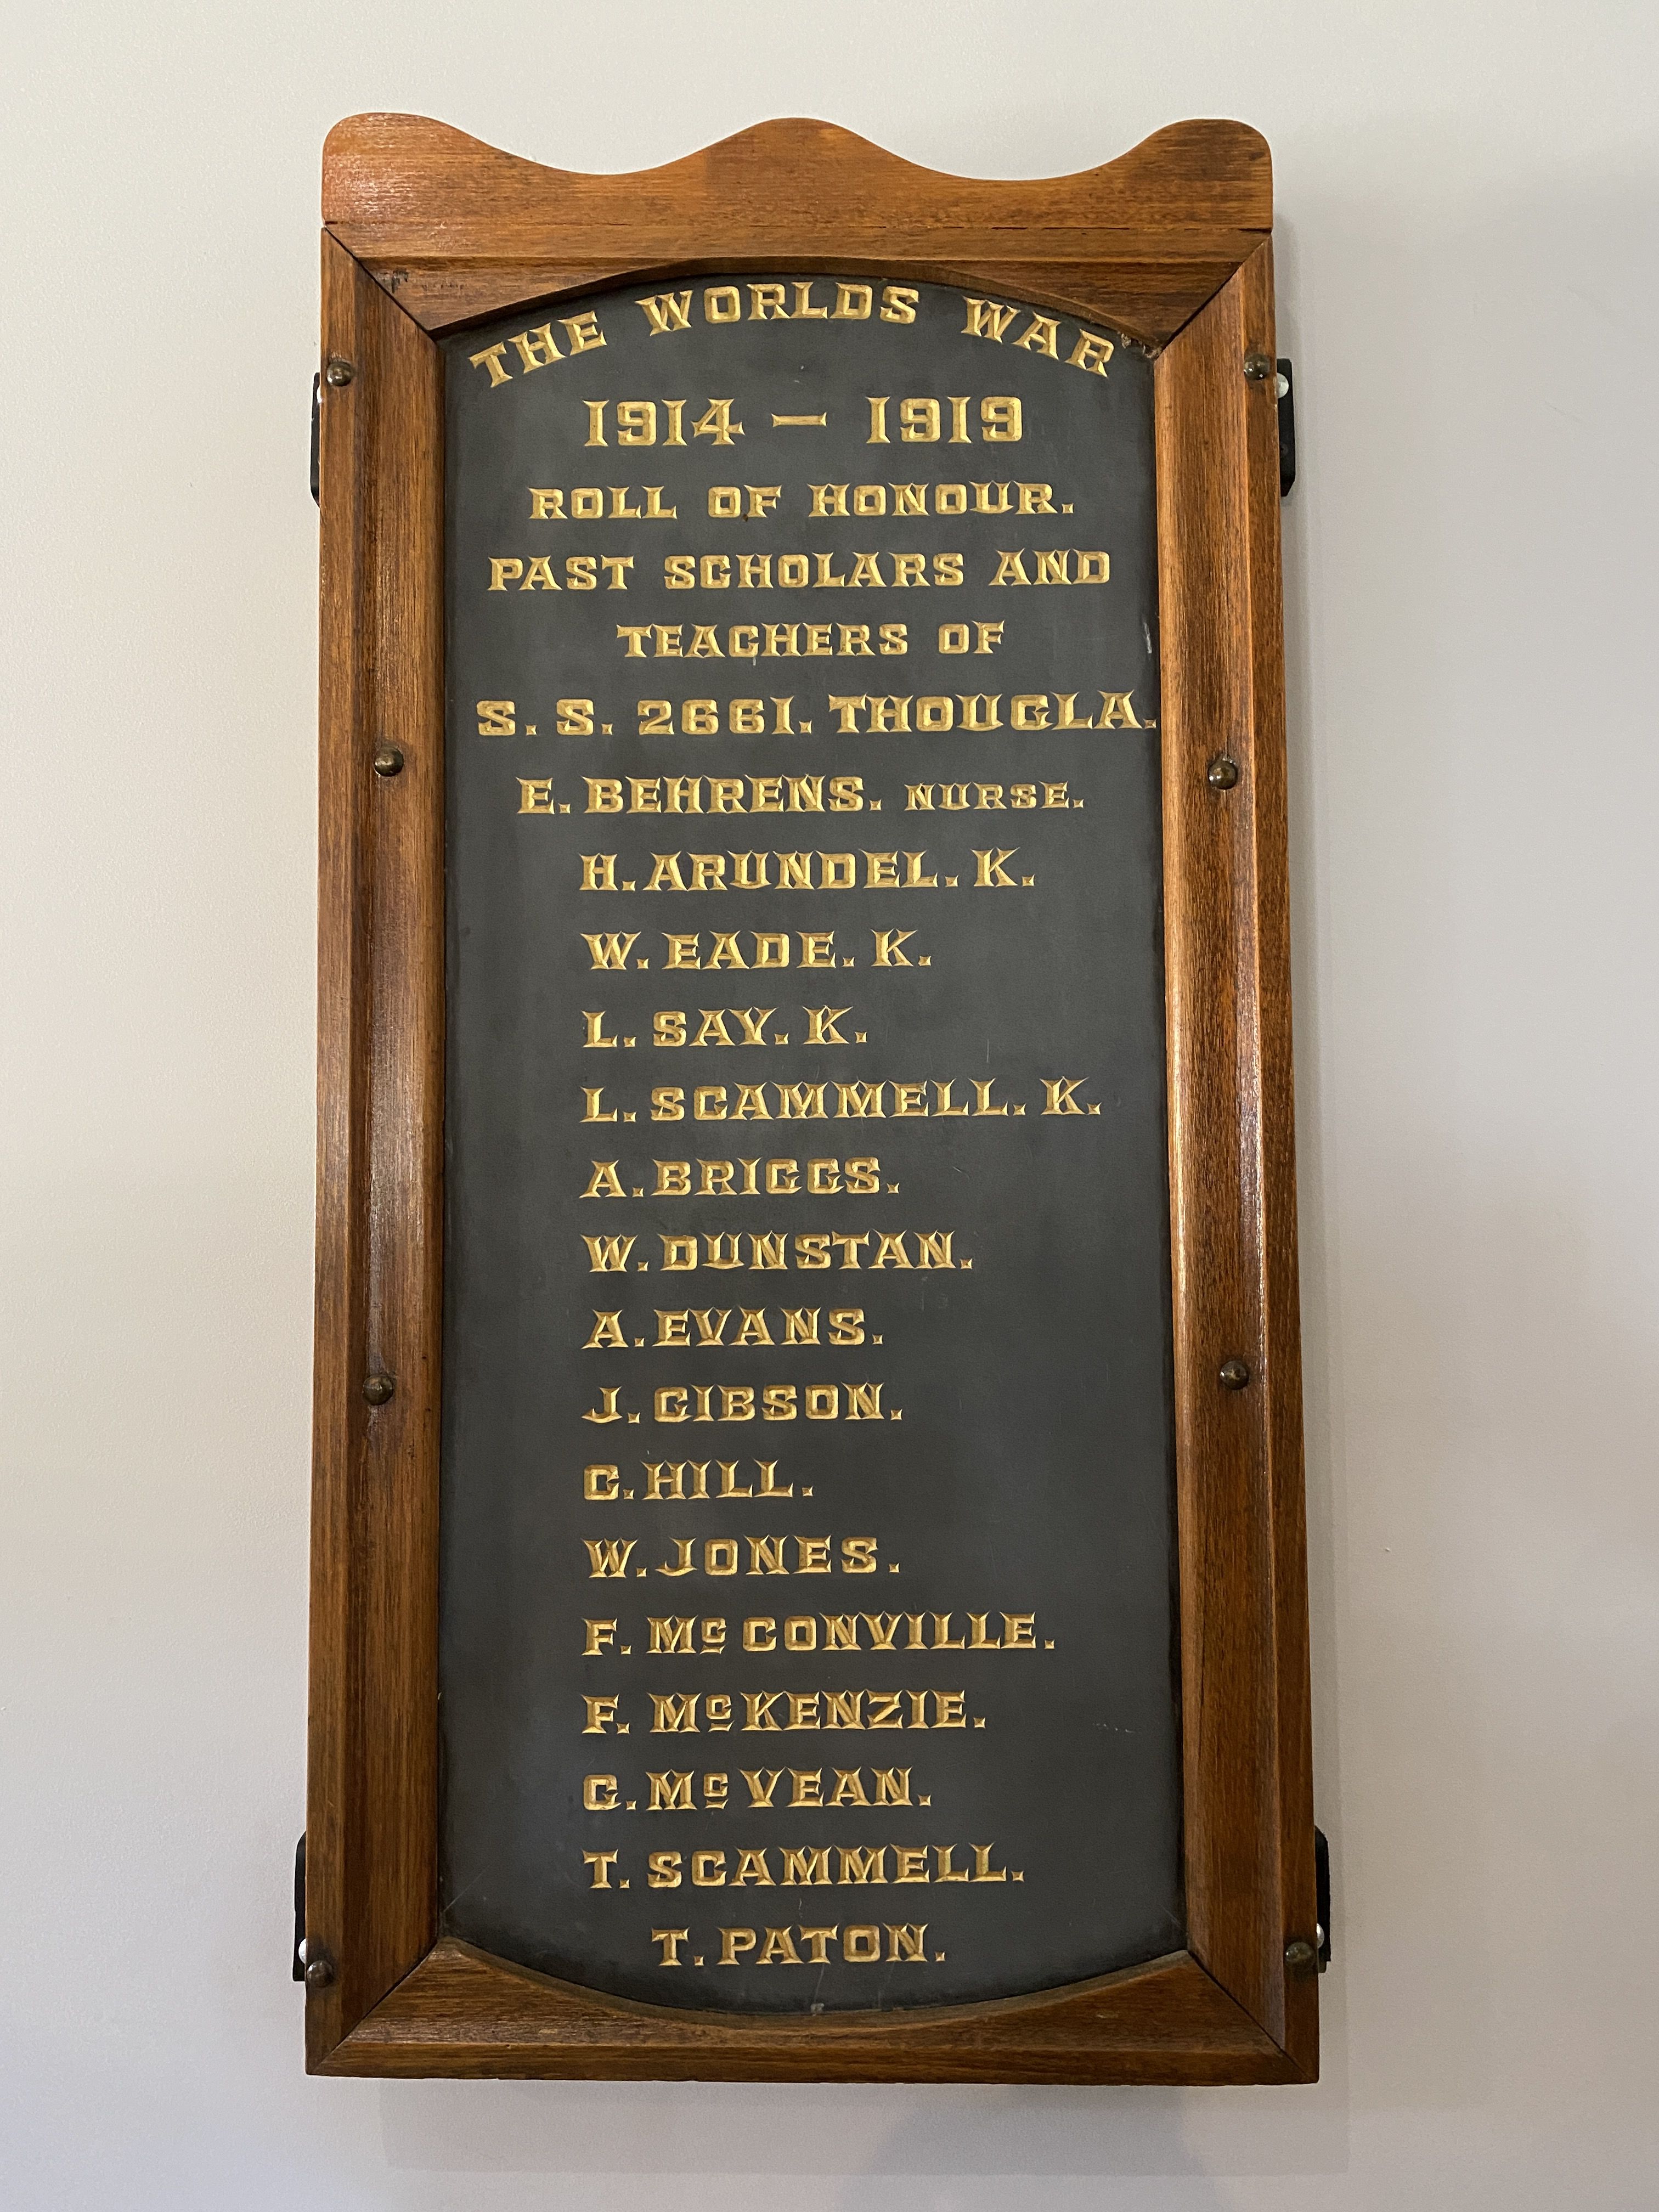 THE WORLDS WAR
1914 — 1919
ROLL OF HONOUR.
PAST SCHOLARS AND
TEACHERS OF
S. S. 2661. THOUGLA.
E. BEHRENS. NURSE.
H. ARUNDEL. K.
W. EADE. K.
L. SAY. K.
L. SCAMMELL. K.
A. BRIGGS.
W. DUNSTAN.
A. EVANS.
J. GIBSON.
C. HILL.
W. JONES.
F. McCONVILLE.
F. McKENZIE.
G. McVEAN.
T. SCAMMELL.
T. PATON.